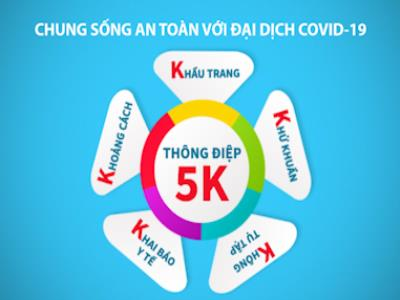 CHUNG SỐNG AN TOÀN VỚI ĐẠI DỊCH COVID-19
KHẨU TRANG
KHỬ KHUẨN
KHÔNG
TỤ TẬP
KHAI BÁO
Y TẾ
KHOẢNG CÁCH
THÔNG ĐIỆP
5K